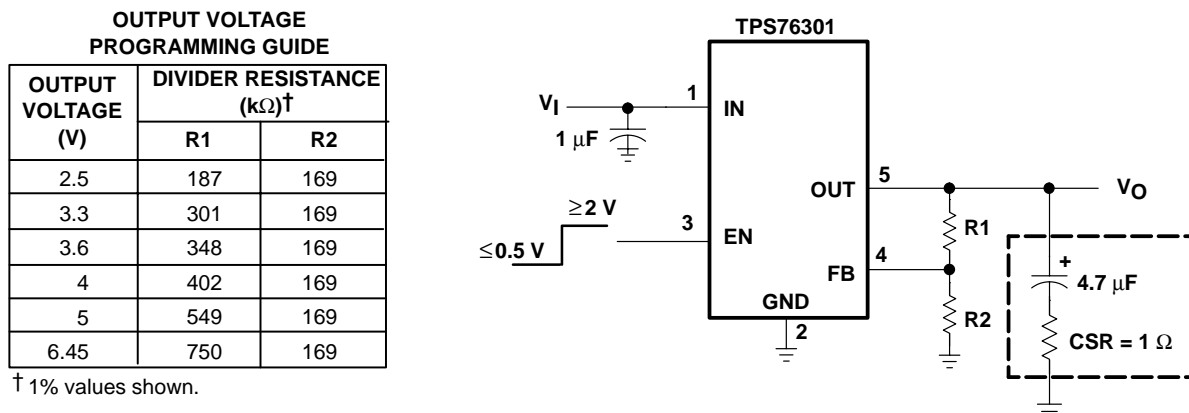 OUTPUT VOLTAGE
PROGRAMMING GUIDE
OUTPUT
VOLTAGE
(V)
DIVIDER RESISTANCE
(kΩ)†
R1 R2
2.5 187 169
3.3 301 169
3.6 348 169
4 402 169
5 549 169
6.45 750 169
† 1% values shown.
TPS76301
VI
1
IN
1 μF
≥2 V
≤0.5 V
3
EN
OUT
5
VO
R1
FB
4
GND
2
R2
+
4.7 μF
CSR = 1 Ω